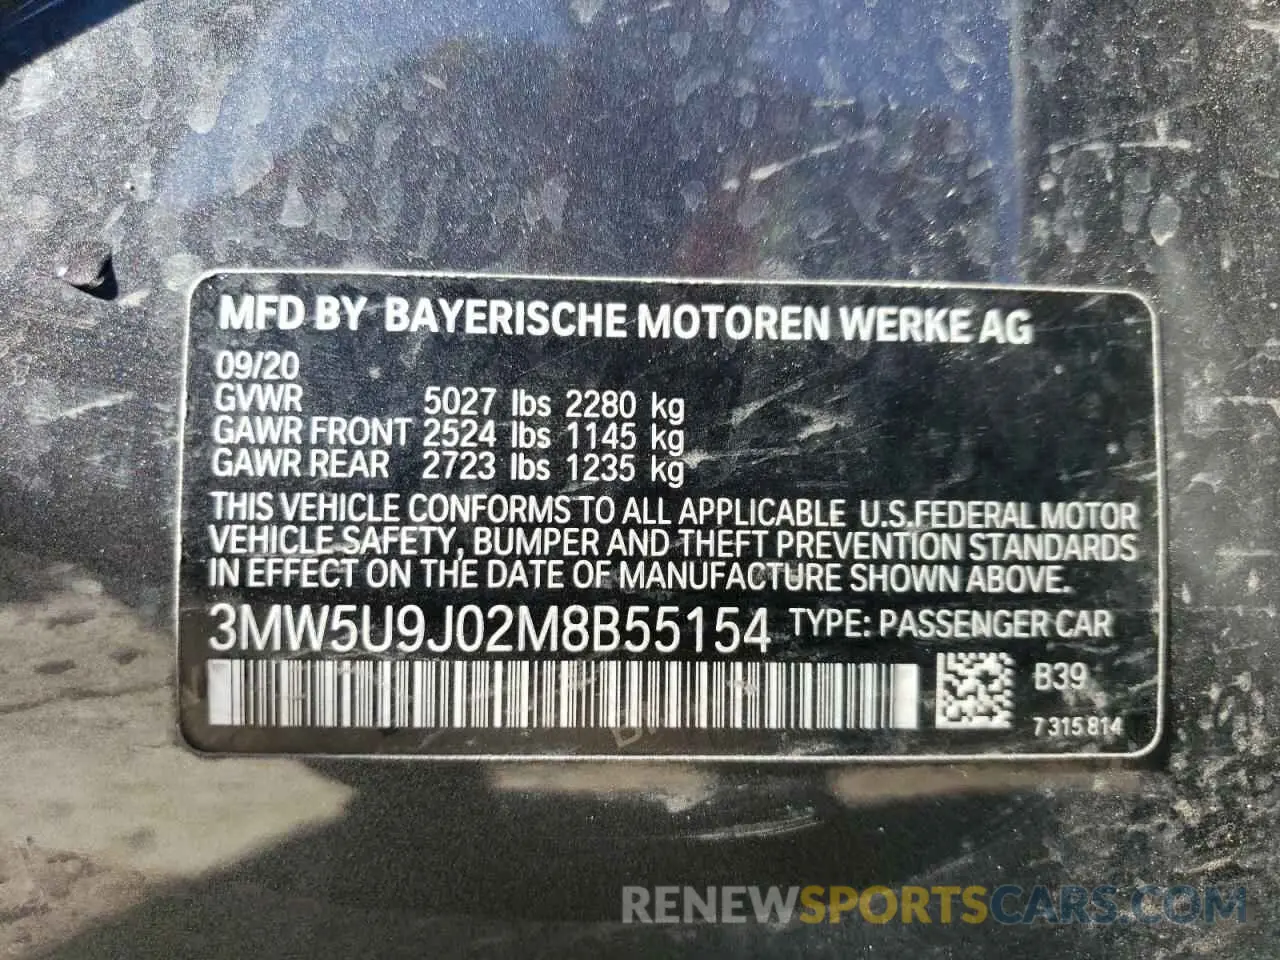 MFD BY BAYERISCHE MOTOREN WERKE AG
09/20
GVWR 5027 lbs 2280 kg
GAWR FRONT 2524 lbs 1145 kg
GAWR REAR 2723 lbs 1235 kg
THIS VEHICLE CONFORMS TO ALL APPLICABLE U.S.FEDERAL MOTOR
VEHICLE SAFETY, BUMPER AND THEFT PREVENTION STANDARDS
IN EFFECT ON THE DATE OF MANUFACTURE SHOWN ABOVE.
3MW5U9J02M8B55154 TYPE: PASSENGER CAR
B39
7 315 814
RENEWSPORTSCARS.COM